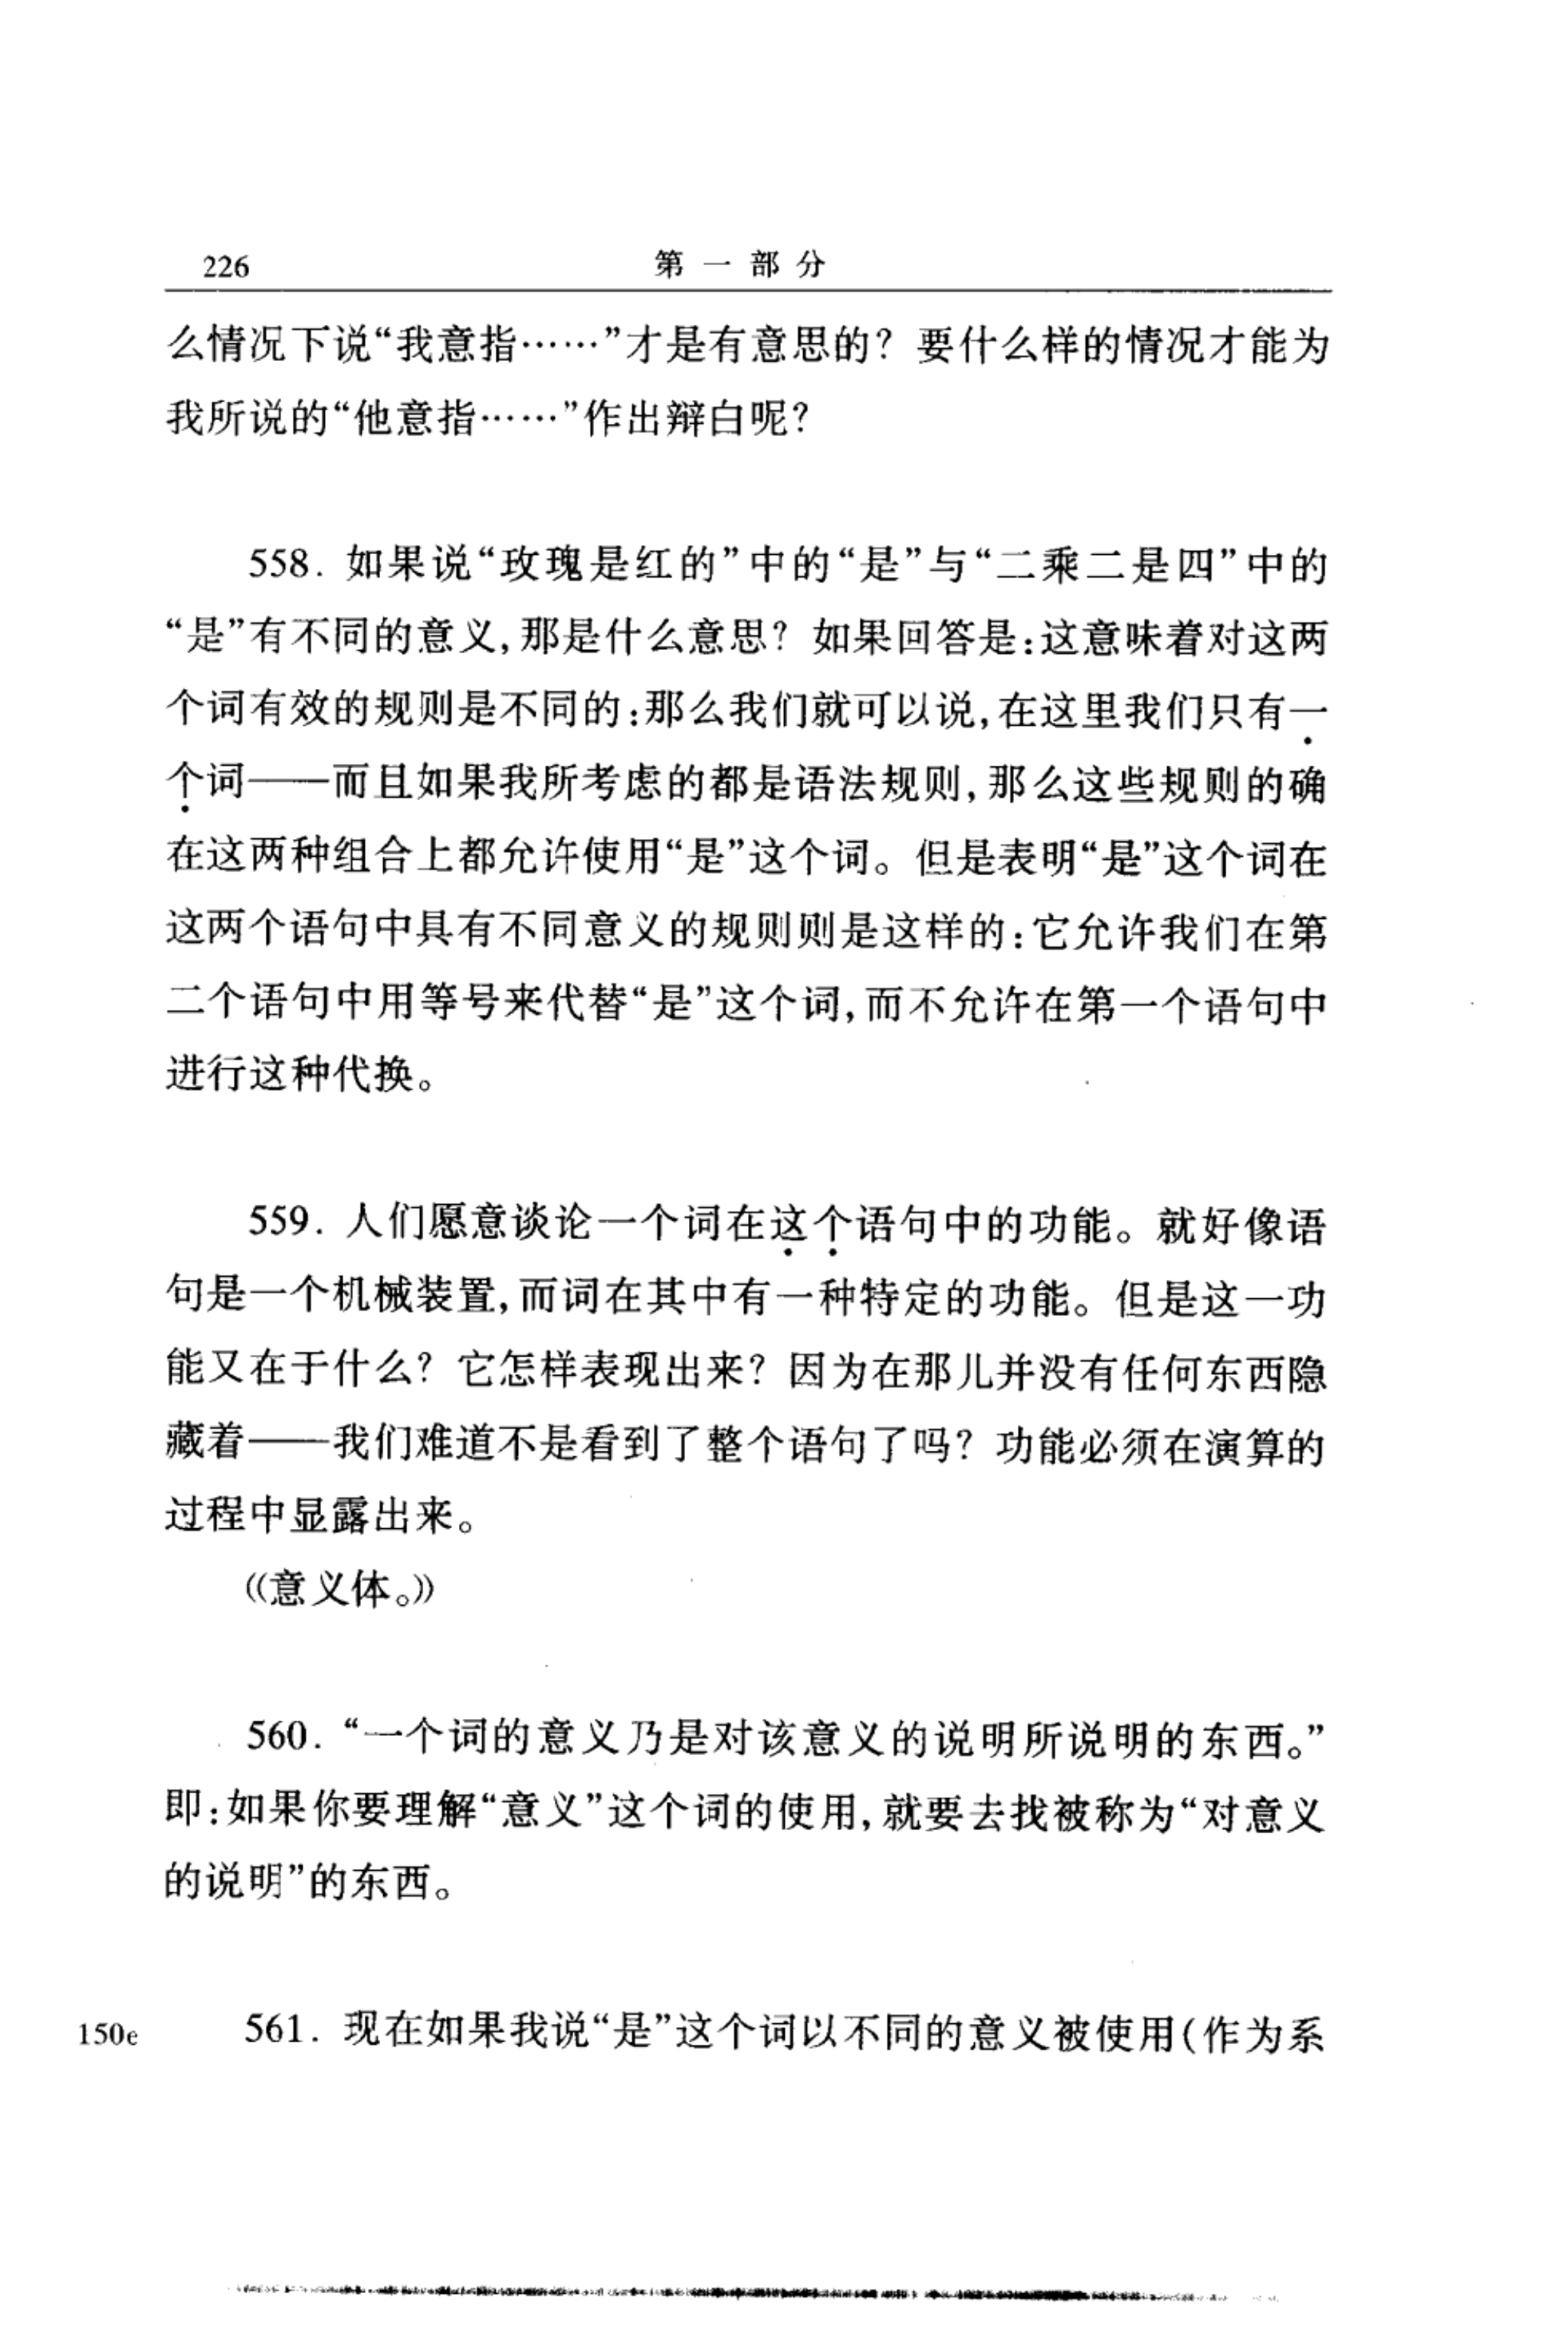 226
第一部分
么情况下说“我意指……”才是有意思的？要什么样的情况才能为
我所说的“他意指……”作出辩白呢？
558. 如果说“玫瑰是红的”中的“是”与“二乘二是四”中的
“是”有不同的意义,那是什么意思？如果回答是:这意味着对这两
个词有效的规则是不同的:那么我们就可以说,在这里我们只有一
个词——而且如果我所考虑的都是语法规则,那么这些规则的确
在这两种组合上都允许使用“是”这个词。但是表明“是”这个词在
这两个语句中具有不同意义的规则则是这样的:它允许我们在第
二个语句中用等号来代替“是”这个词,而不允许在第一个语句中
进行这种代换。
559. 人们愿意谈论一个词在这个语句中的功能。就好像语
句是一个机械装置,而词在其中有一种特定的功能。但是这一功
能又在于什么？它怎样表现出来？因为在那儿并没有任何东西隐
藏着——我们难道不是看到了整个语句了吗？功能必须在演算的
过程中显露出来。
((意义体。))
560. “一个词的意义乃是对该意义的说明所说明的东西。”
即:如果你要理解“意义”这个词的使用,就要去找被称为“对意义
的说明”的东西。
150e
561. 现在如果我说“是”这个词以不同的意义被使用(作为系